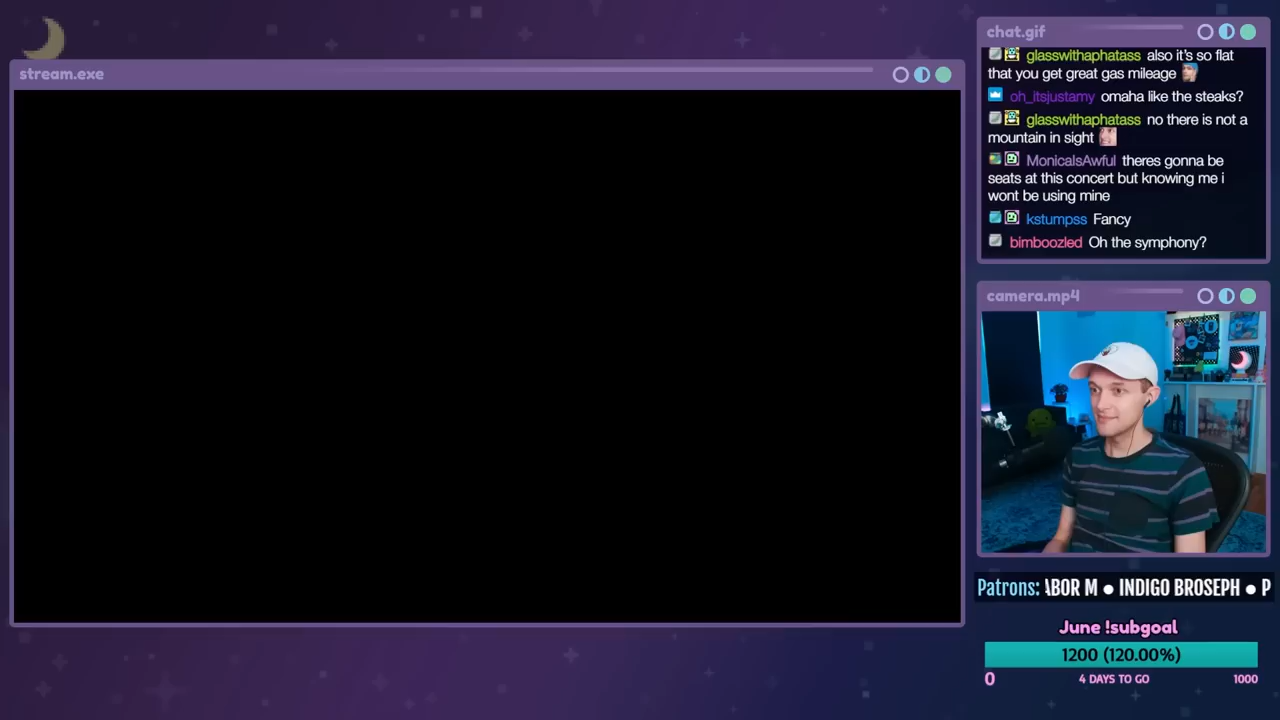 stream.exe
chat.gif
glasswithaphatass also it's so flat
that you get great gas mileage
oh_itsjustamy omaha like the steaks?
glasswithaphatass no there is not a
mountain in sight
MonicaIsAwful theres gonna be
seats at this concert but knowing me i
wont be using mine
kstumpss Fancy
bimboozled Oh the symphony?
camera.mp4
Patrons: ABOR M ● INDIGO BROSEPH ● P
June !subgoal
1200 (120.00%)
0 4 DAYS TO GO 1000